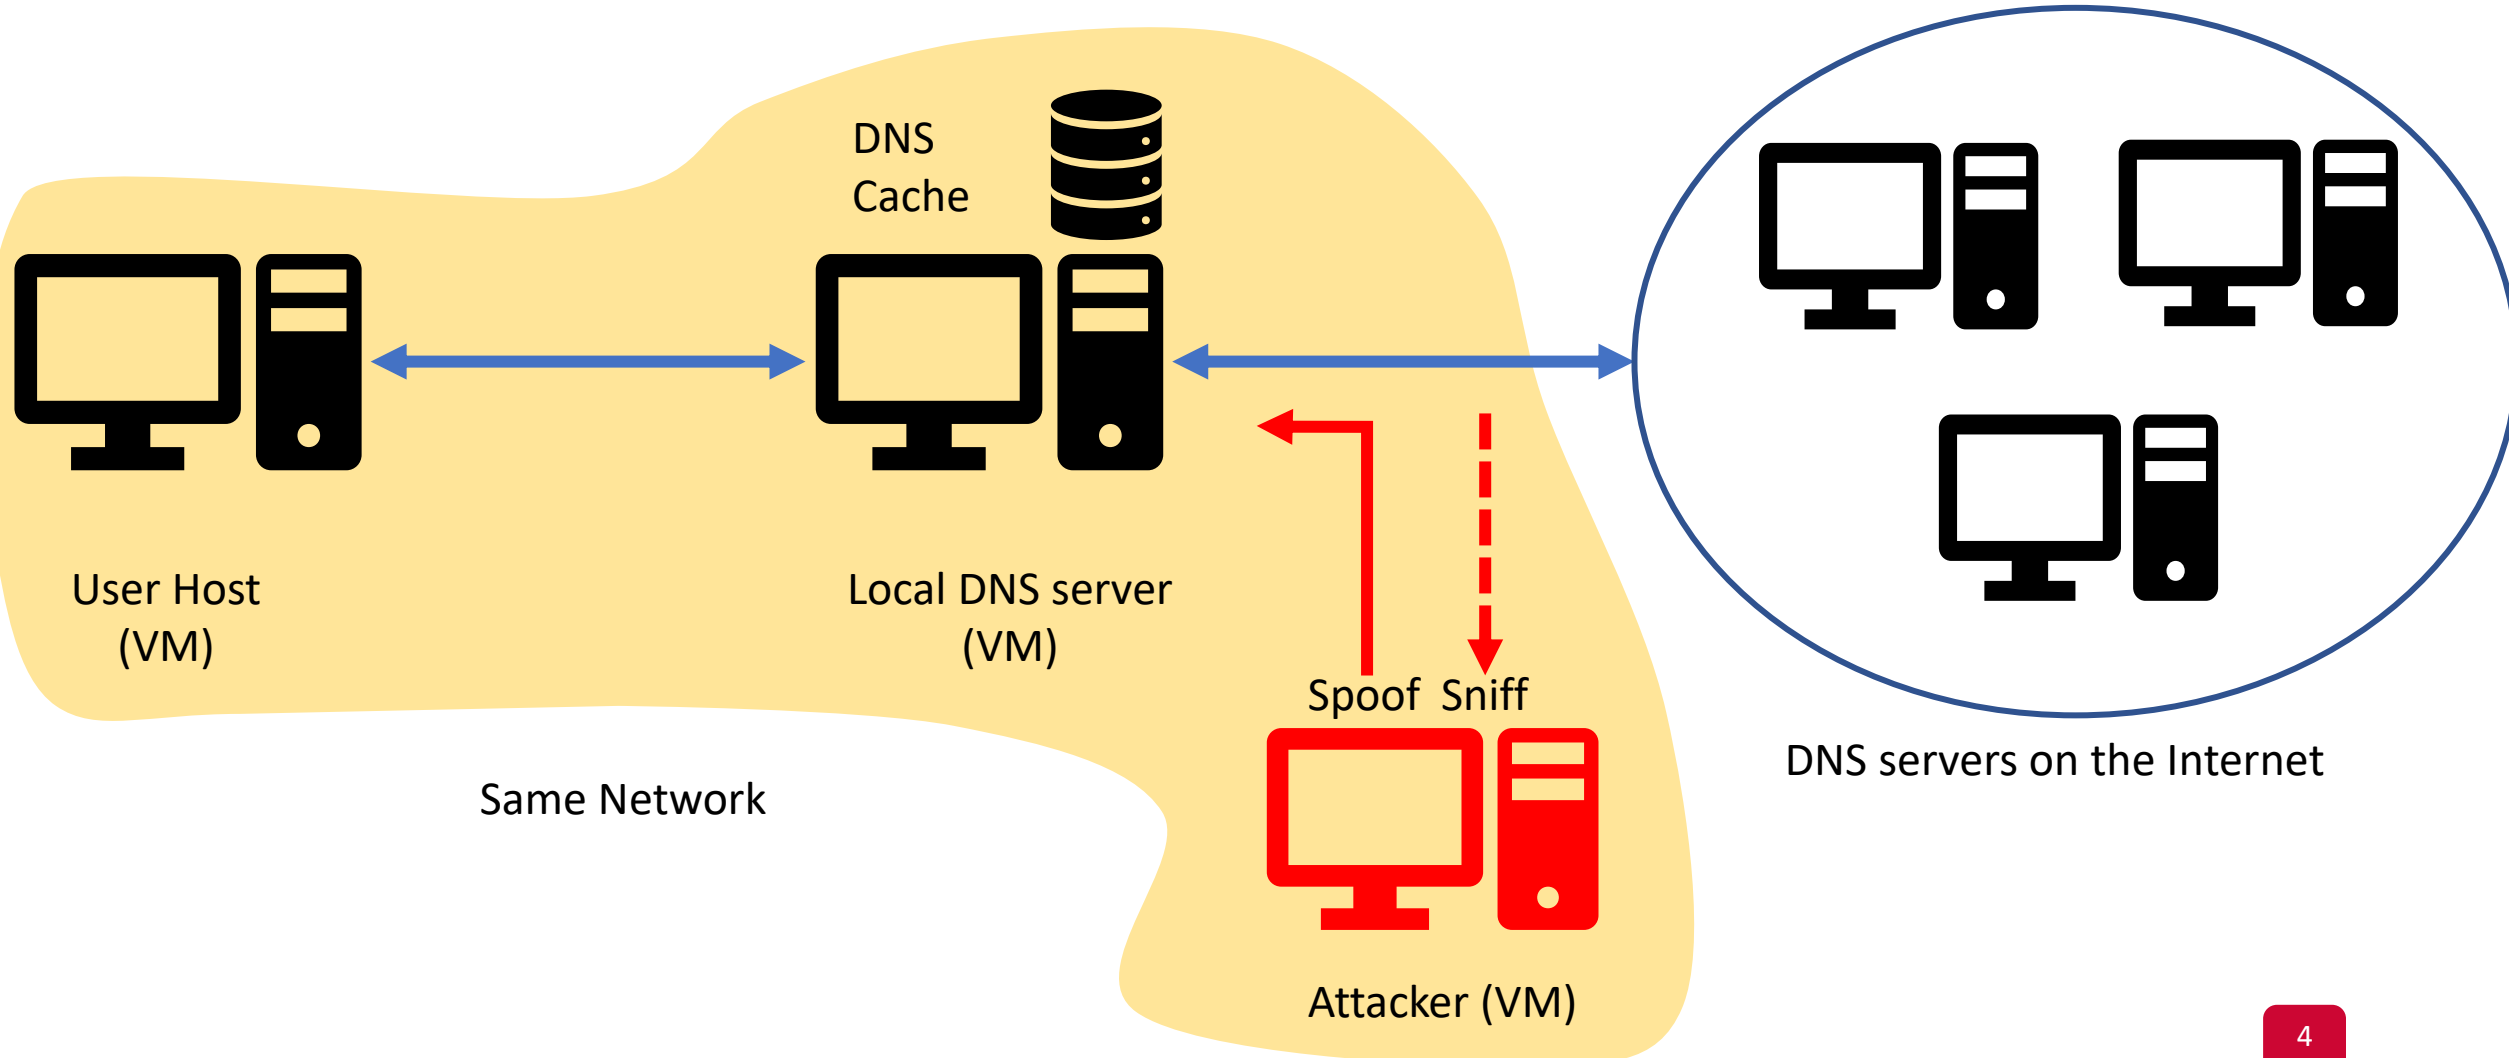 DNS
Cache
User Host
(VM)
Local DNS server
(VM)
Spoof Sniff
Same Network
DNS servers on the Internet
Attacker (VM)
4